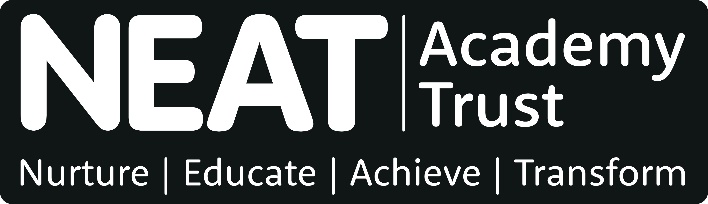 NEAT
Academy
Trust
Nurture | Educate | Achieve | Transform